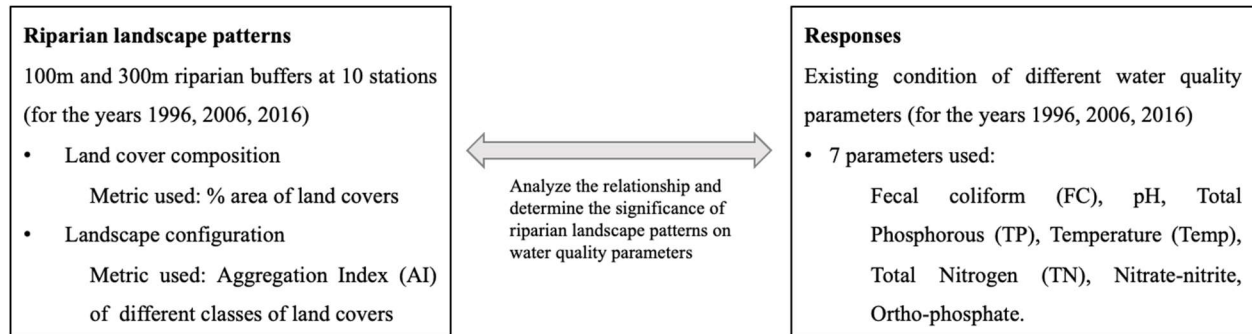 Riparian landscape patterns
100m and 300m riparian buffers at 10 stations
(for the years 1996, 2006, 2016)
• Land cover composition
Metric used: % area of land covers
• Landscape configuration
Metric used: Aggregation Index (AI)
of different classes of land covers
Analyze the relationship and
determine the significance of
riparian landscape patterns on
water quality parameters
Responses
Existing condition of different water quality
parameters (for the years 1996, 2006, 2016)
• 7 parameters used:
Fecal coliform (FC), pH, Total
Phosphorous (TP), Temperature (Temp),
Total Nitrogen (TN), Nitrate-nitrite,
Ortho-phosphate.